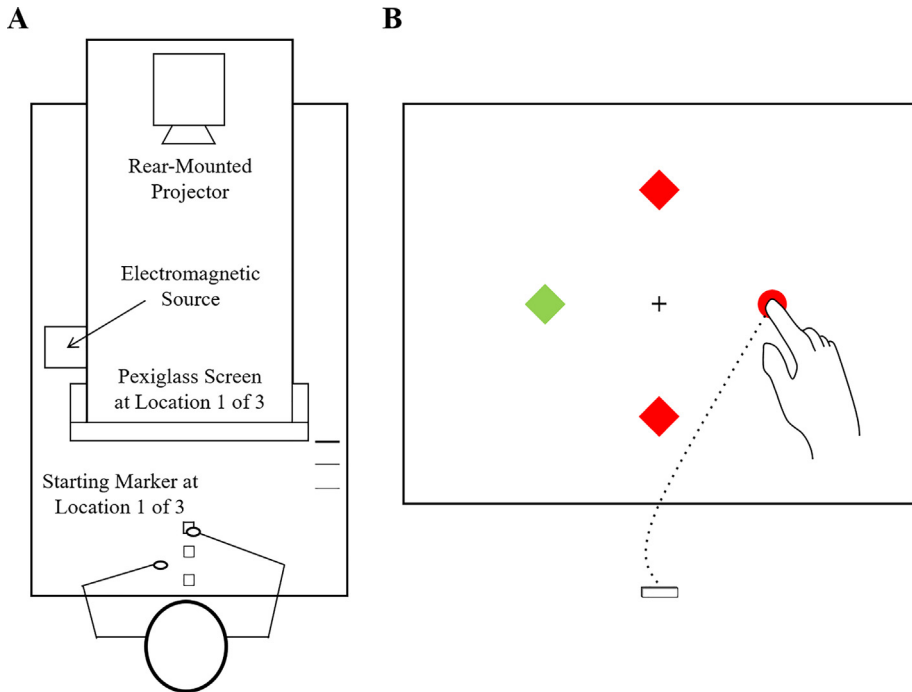 A
B
Rear-Mounted
Projector
Electromagnetic
Source
Pexiglass Screen
at Location 1 of 3
Starting Marker at
Location 1 of 3